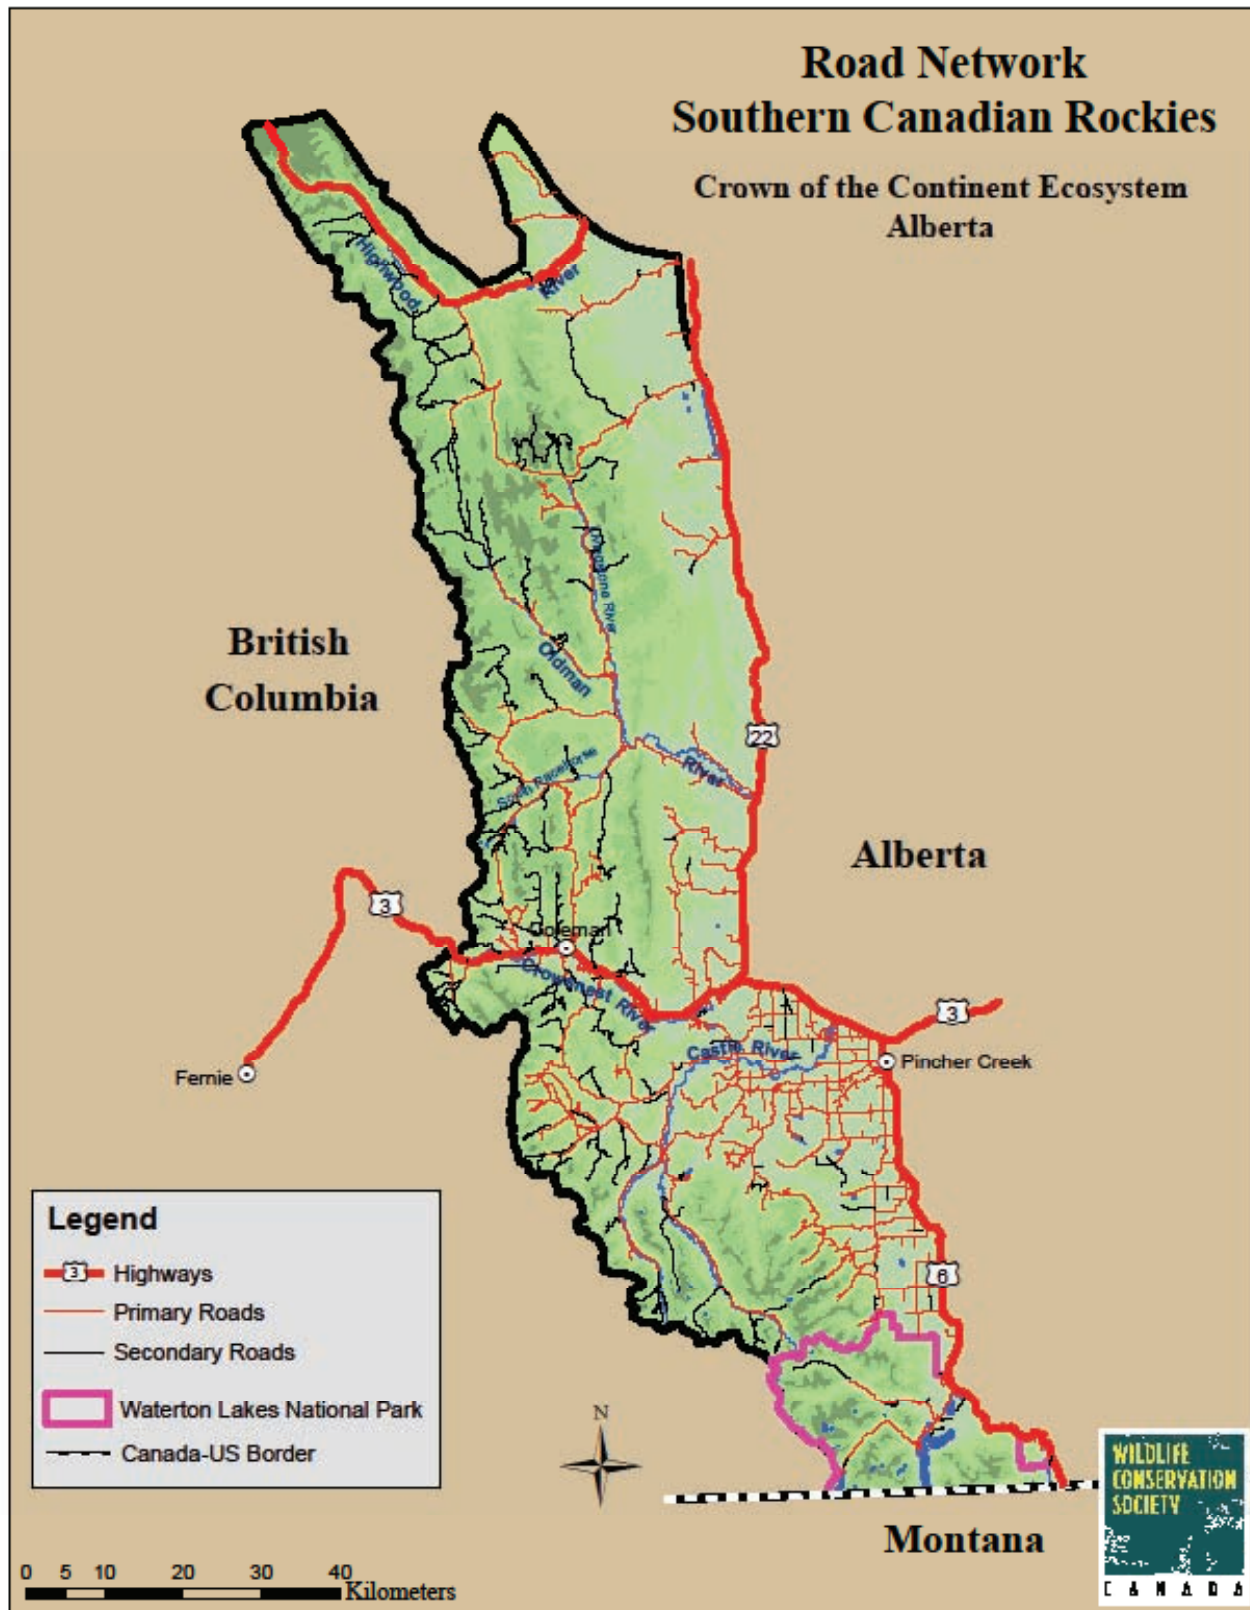 Road Network
Southern Canadian Rockies
Crown of the Continent Ecosystem
Alberta
Highwood
River
Livingstone River
British
Columbia
Oldman
22
River
South Racehorse
Alberta
3
Coleman
Crowsnest River
3
Castle River
Pincher Creek
Fernie
Legend
3 Highways
Primary Roads
Secondary Roads
Waterton Lakes National Park
Canada-US Border
6
N
WILDLIFE
CONSERVATION
SOCIETY
CANADA
Montana
0 5 10 20 30 40
Kilometers